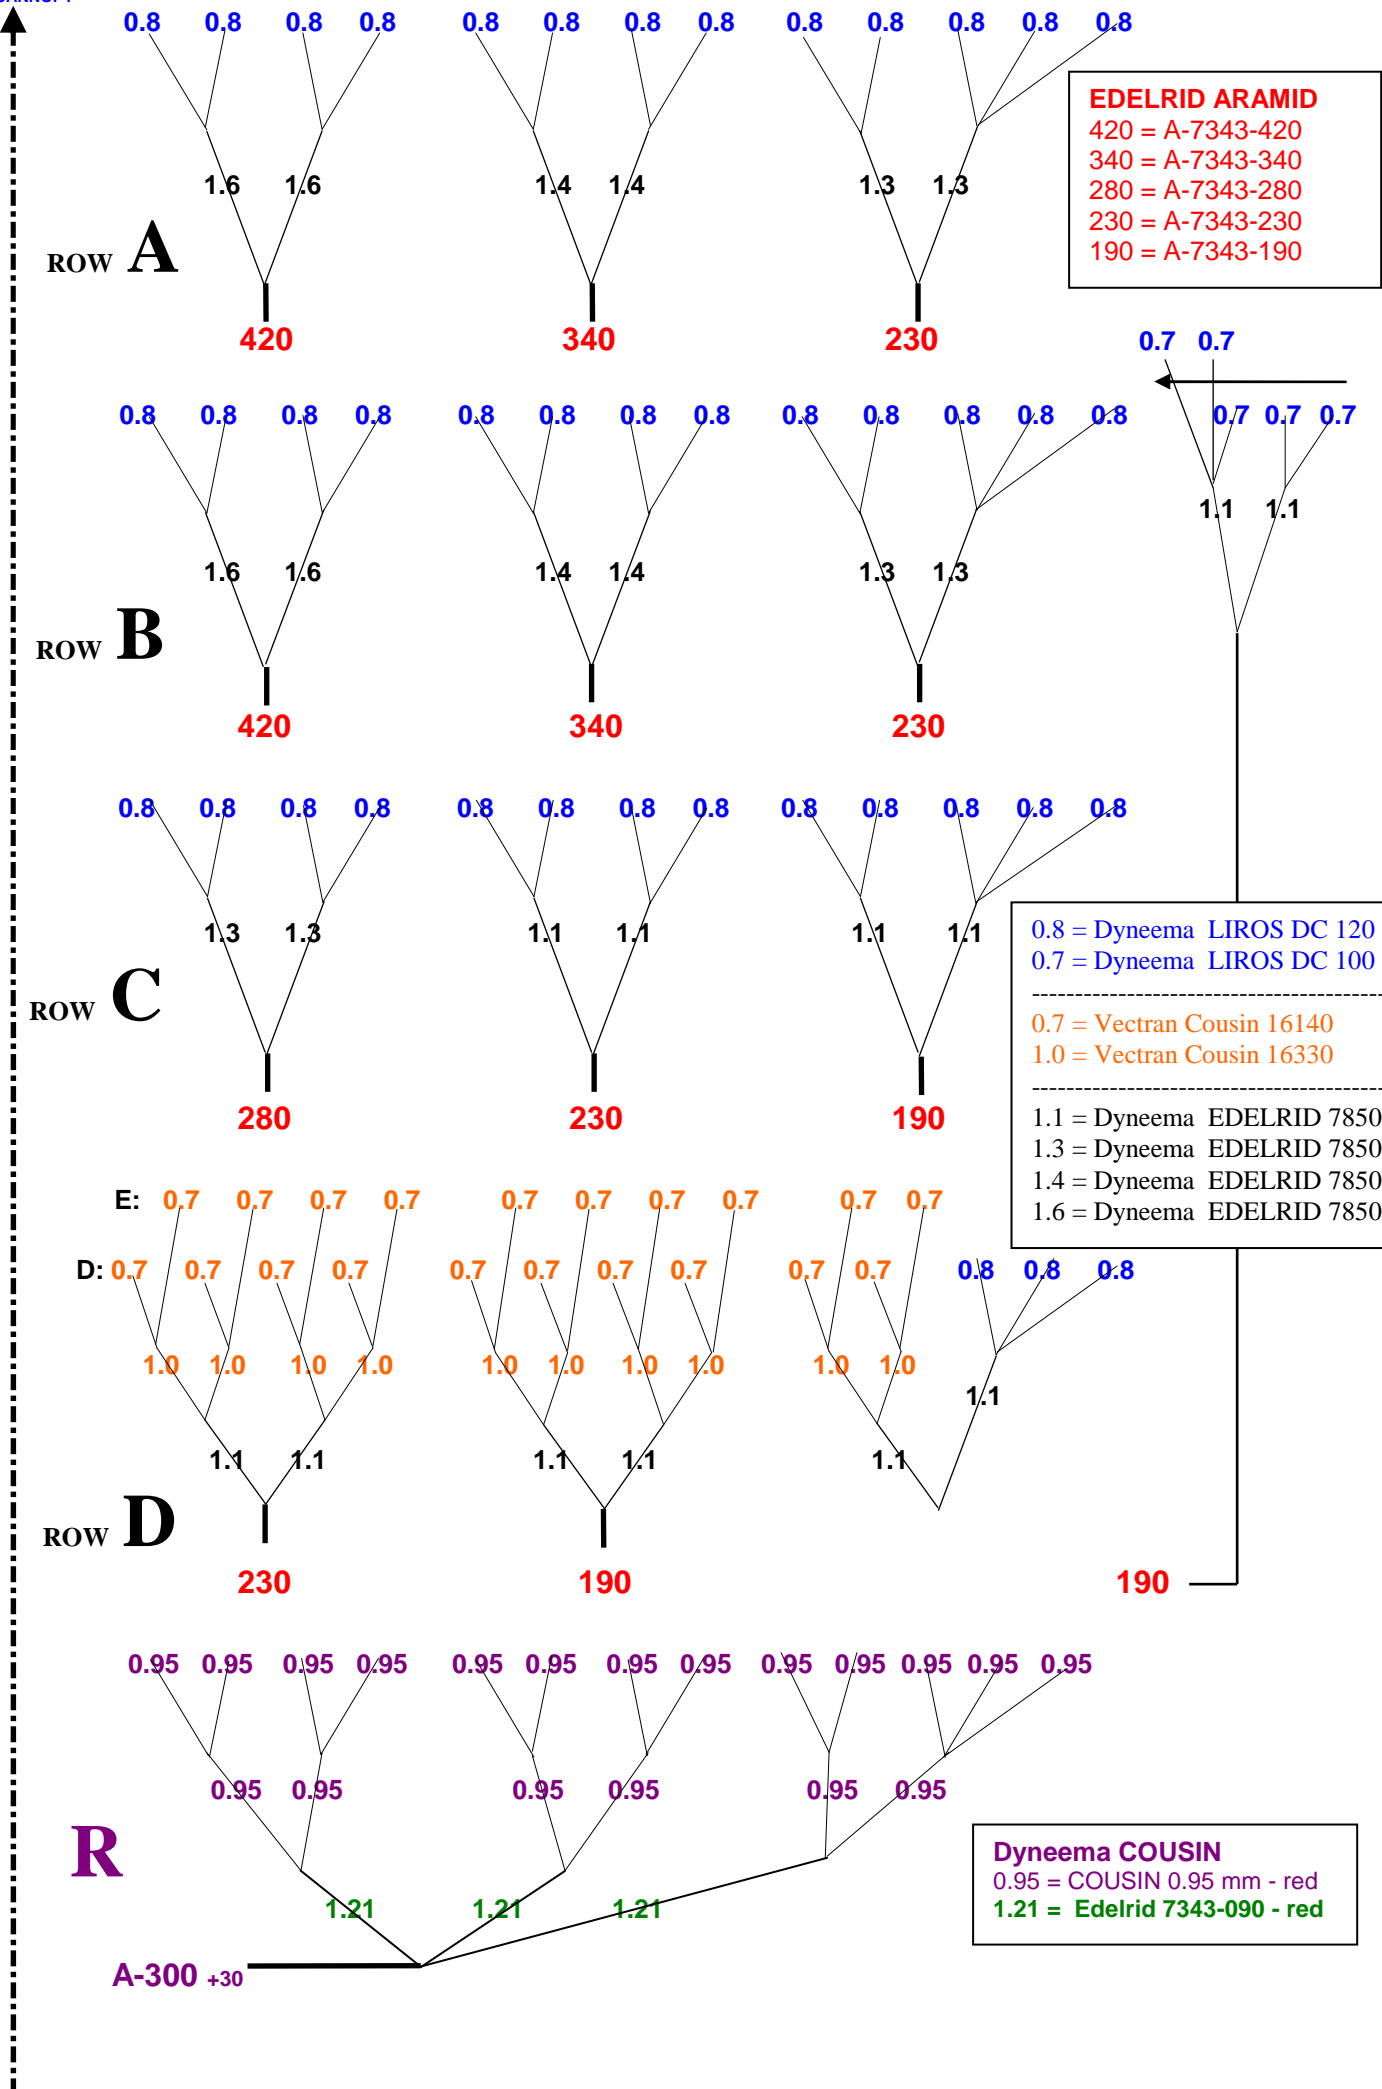 0.8 0.8 0.8 0.8 0.8 0.8 0.8 0.8 0.8 0.8 0.8 0.8 0.8
EDELRID ARAMID
420 = A-7343-420
340 = A-7343-340
280 = A-7343-280
230 = A-7343-230
190 = A-7343-190
1.6 1.6 1.4 1.4 1.3 1.3
ROW A
420 340 230
0.7 0.7
0.8 0.8 0.8 0.8 0.8 0.8 0.8 0.8 0.8 0.8 0.8 0.8 0.8 0.7 0.7 0.7
1.1 1.1
1.6 1.6 1.4 1.4 1.3 1.3
ROW B
420 340 230
0.8 0.8 0.8 0.8 0.8 0.8 0.8 0.8 0.8 0.8 0.8 0.8 0.8
1.3 1.3 1.1 1.1 1.1 1.1
ROW C
280 230 190
0.8 = Dyneema LIROS DC 120
0.7 = Dyneema LIROS DC 100
0.7 = Vectran Cousin 16140
1.0 = Vectran Cousin 16330
1.1 = Dyneema EDELRID 7850
1.3 = Dyneema EDELRID 7850
1.4 = Dyneema EDELRID 7850
1.6 = Dyneema EDELRID 7850
E: 0.7 0.7 0.7 0.7 0.7 0.7 0.7 0.7 0.7 0.7
D: 0.7 0.7 0.7 0.7 0.7 0.7 0.7 0.7 0.7 0.7 0.8 0.8 0.8
1.0 1.0 1.0 1.0 1.0 1.0 1.0 1.0 1.0 1.0
1.1
1.1 1.1 1.1 1.1 1.1
ROW D
230 190 190
0.95 0.95 0.95 0.95 0.95 0.95 0.95 0.95 0.95 0.95 0.95 0.95 0.95
0.95 0.95 0.95 0.95 0.95 0.95
R
Dyneema COUSIN
0.95 = COUSIN 0.95 mm - red
1.21 = Edelrid 7343-090 - red
1.21 1.21 1.21
A-300 +30